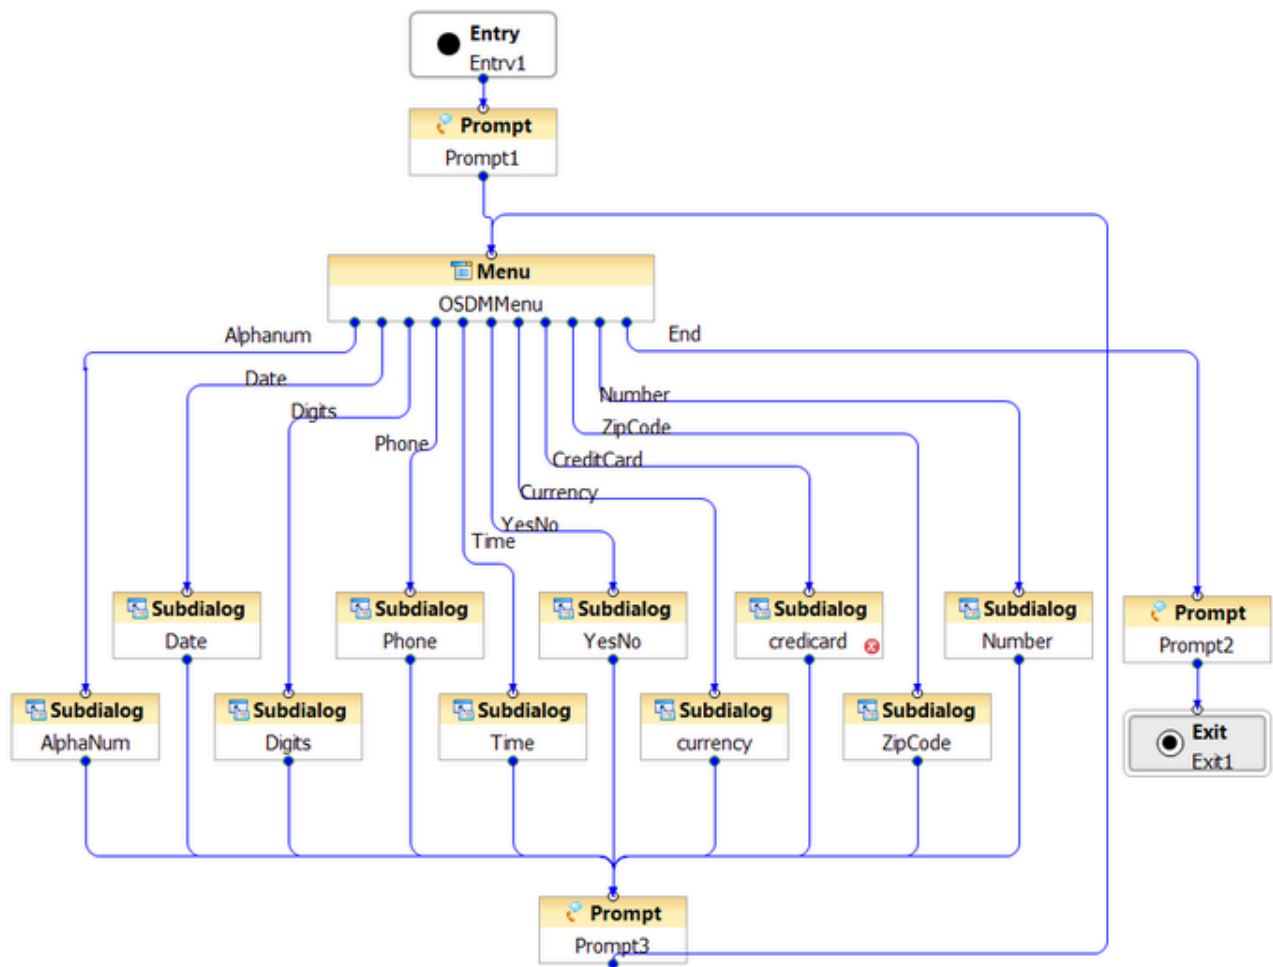 Entry
Entry1
Prompt
Prompt1
Menu
OSDMMenu
Alphanum
End
Date
Number
Digits
ZipCode
Phone
CreditCard
Currency
YesNo
Time
Subdialog
Date
Subdialog
Phone
Subdialog
YesNo
Subdialog
credicard
Subdialog
Number
Prompt
Prompt2
Subdialog
AlphaNum
Subdialog
Digits
Subdialog
Time
Subdialog
currency
Subdialog
ZipCode
Exit
Exit1
Prompt
Prompt3